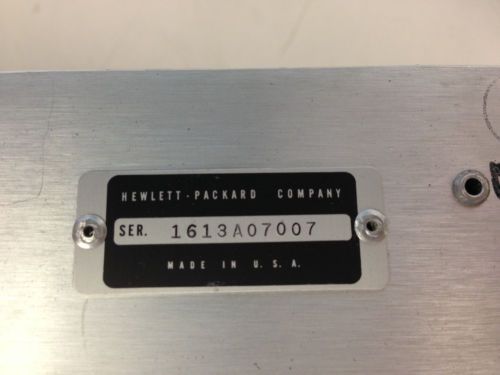 HEWLETT-PACKARD COMPANY
SER. 1613A07007
MADE IN U.S.A.